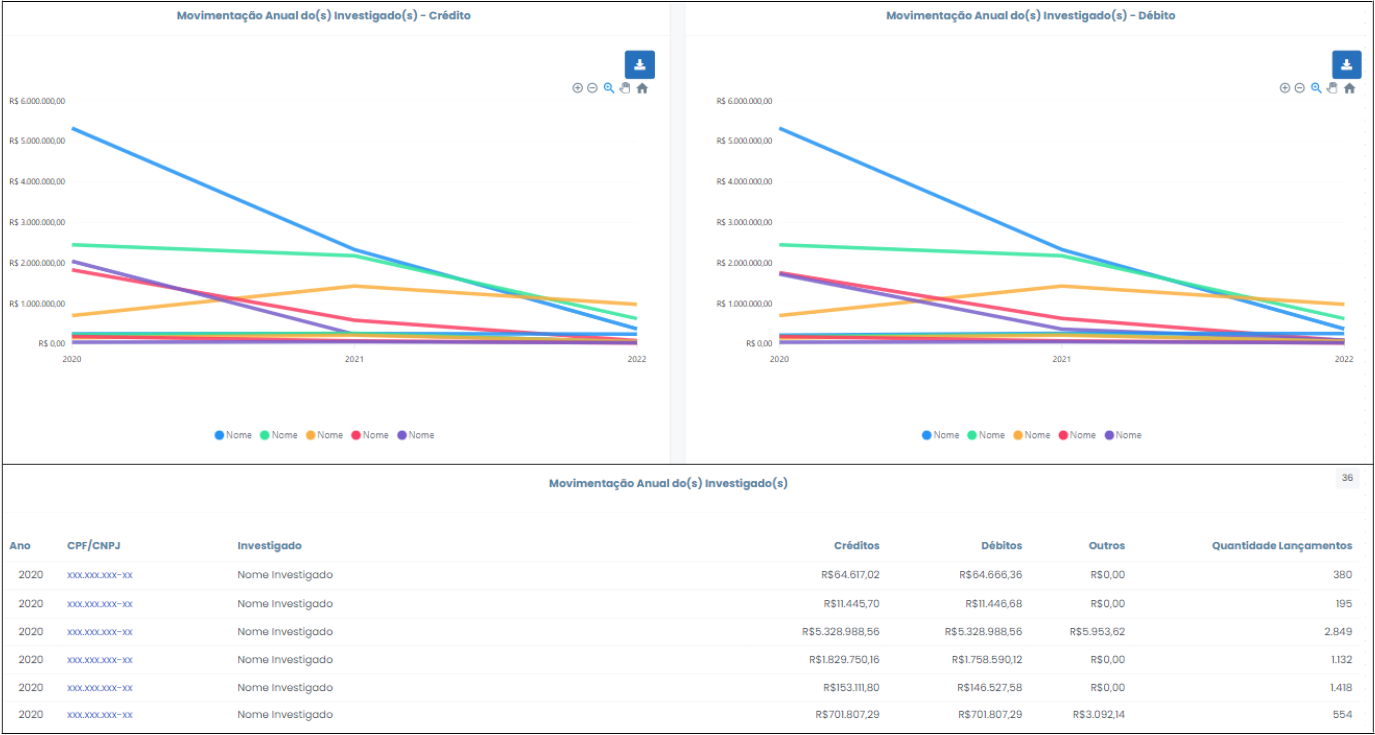 Movimentação Anual do(s) Investigado(s) - Crédito
R$ 6.000.000,00
R$ 5.000.000,00
R$ 4.000.000,00
R$ 3.000.000,00
R$ 2.000.000,00
R$ 1.000.000,00
R$ 0,00
2020 2021 2022
Nome Nome Nome Nome Nome
Movimentação Anual do(s) Investigado(s) - Débito
R$ 6.000.000,00
R$ 5.000.000,00
R$ 4.000.000,00
R$ 3.000.000,00
R$ 2.000.000,00
R$ 1.000.000,00
R$ 0,00
2020 2021 2022
Nome Nome Nome Nome Nome
Movimentação Anual do(s) Investigado(s) 36
Ano CPF/CNPJ Investigado Créditos Débitos Outros Quantidade Lançamentos
2020 xxx.xxx.xxx-xx Nome Investigado R$64.617,02 R$64.666,36 R$0,00 380
2020 xxx.xxx.xxx-xx Nome Investigado R$11.445,70 R$11.446,68 R$0,00 195
2020 xxx.xxx.xxx-xx Nome Investigado R$5.328.988,56 R$5.328.988,56 R$5.953,62 2.849
2020 xxx.xxx.xxx-xx Nome Investigado R$1.829.750,16 R$1.758.590,12 R$0,00 1.132
2020 xxx.xxx.xxx-xx Nome Investigado R$153.111,80 R$146.527,58 R$0,00 1.418
2020 xxx.xxx.xxx-xx Nome Investigado R$701.807,29 R$701.807,29 R$3.092,14 554